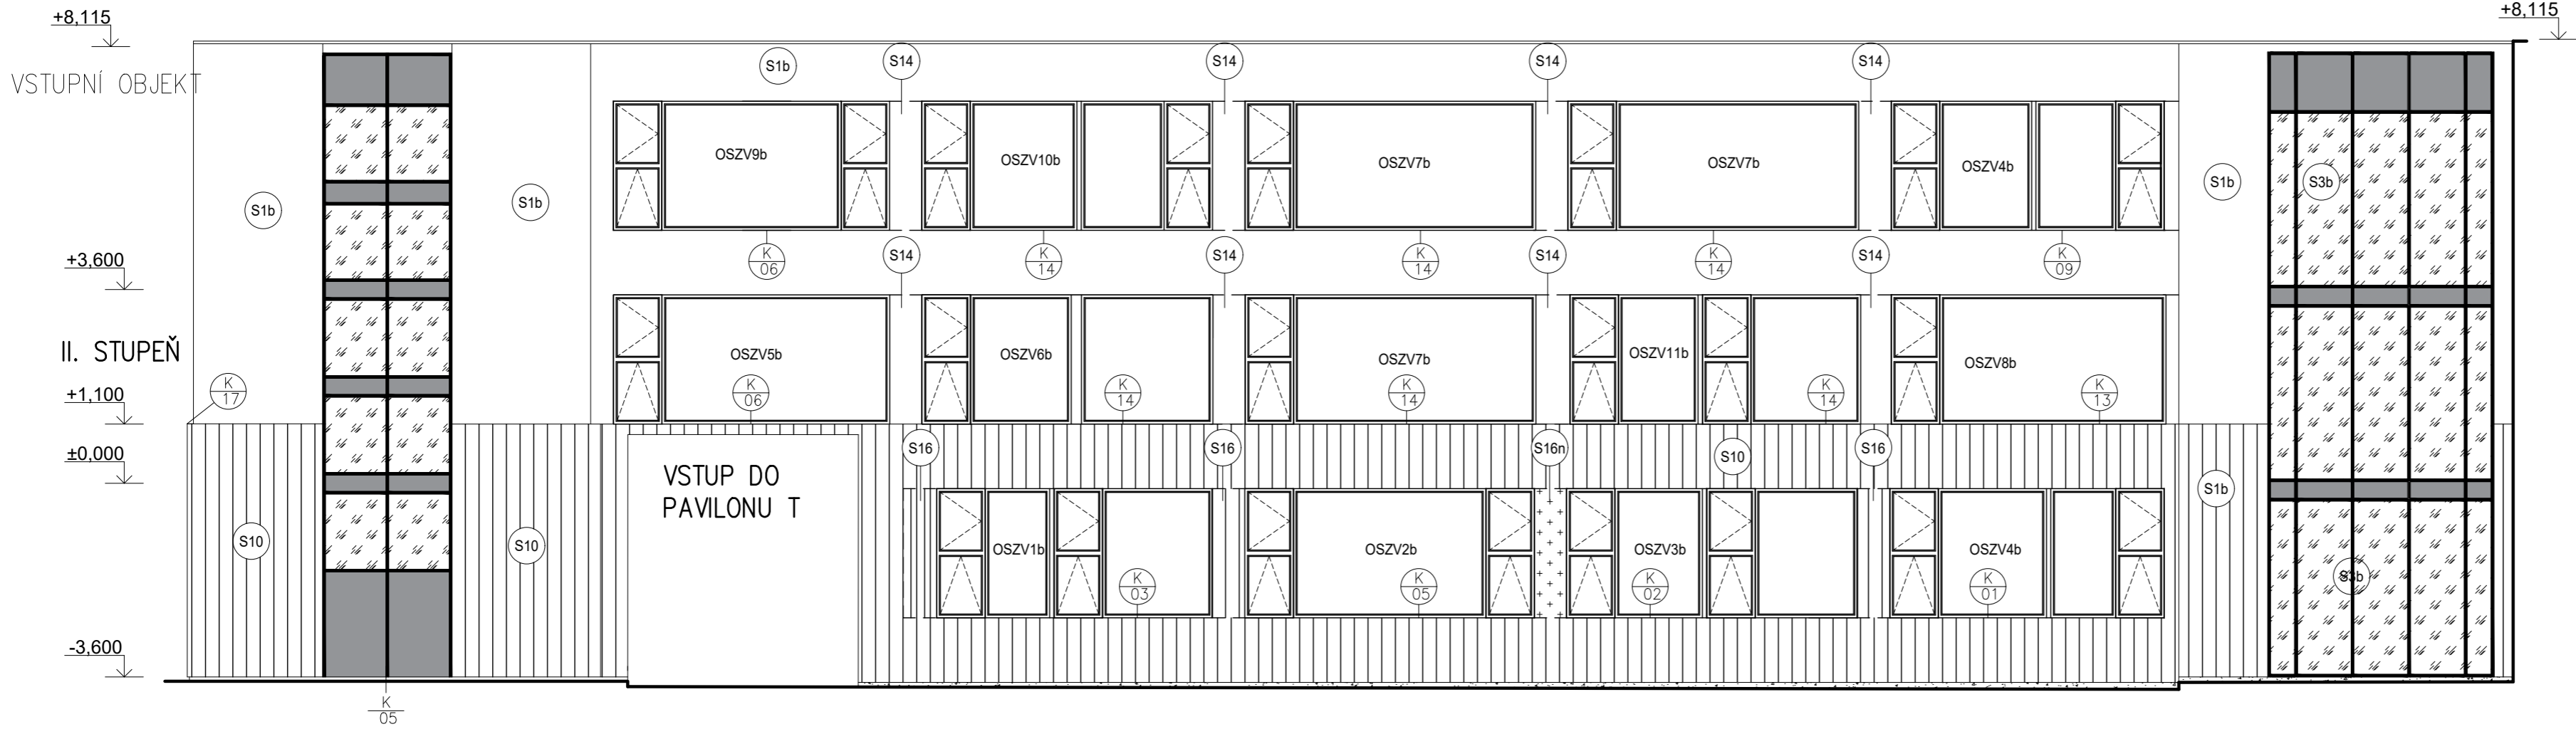 +8,115
+8,115
VSTUPNÍ OBJEKT
S1b
S14
S14
S14
S14
OSZV9b
OSZV10b
OSZV7b
OSZV7b
OSZV4b
S1b
S1b
S1b
S3b
+3,600
K
06
S14
K
14
S14
K
14
S14
K
14
S14
K
09
II. STUPEŇ
OSZV5b
OSZV6b
OSZV7b
OSZV11b
OSZV8b
K
17
+1,100
K
06
K
14
K
14
K
14
K
13
±0,000
VSTUP DO
PAVILONU T
S16
S16
S16n
S10
S16
S1b
S10
S10
OSZV1b
OSZV2b
OSZV3b
OSZV4b
K
03
K
05
K
02
K
01
S3b
-3,600
K
05